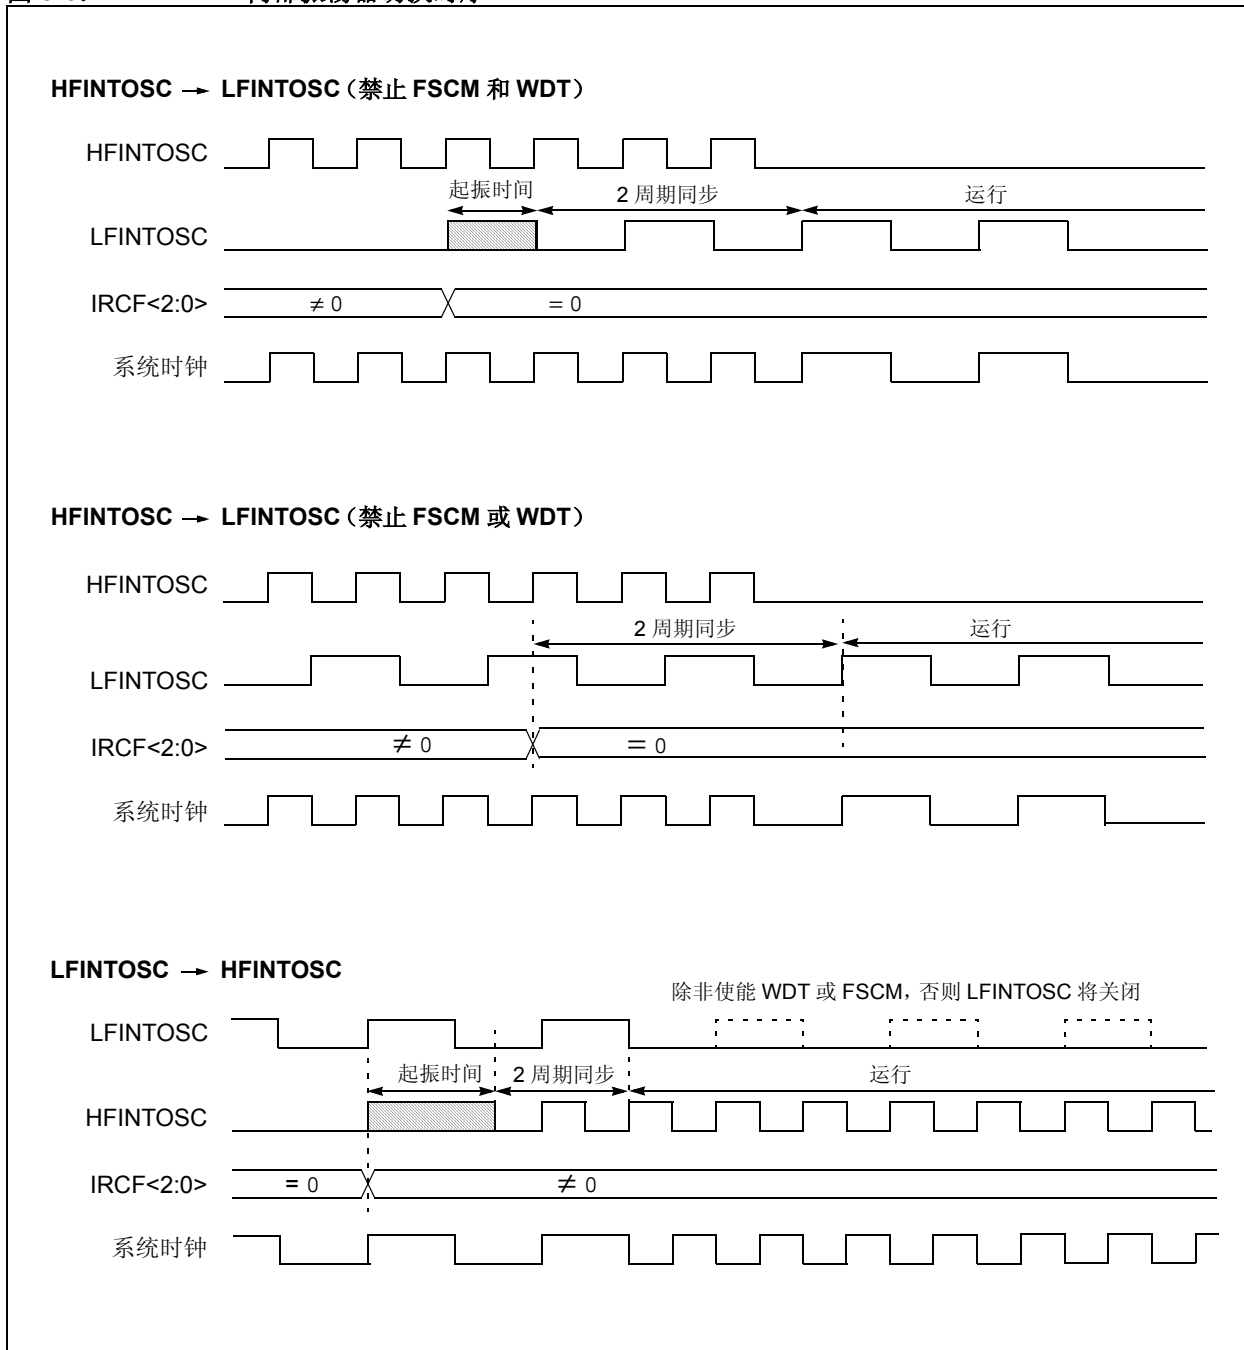 HFINTOSC → LFINTOSC（禁止 FSCM 和 WDT）
HFINTOSC
起振时间
2 周期同步
运行
LFINTOSC
IRCF<2:0>
≠ 0
= 0
系统时钟
HFINTOSC → LFINTOSC（禁止 FSCM 或 WDT）
HFINTOSC
2 周期同步
运行
LFINTOSC
IRCF<2:0>
≠ 0
= 0
系统时钟
LFINTOSC → HFINTOSC
除非使能 WDT 或 FSCM，否则 LFINTOSC 将关闭
LFINTOSC
起振时间
2 周期同步
运行
HFINTOSC
IRCF<2:0>
= 0
≠ 0
系统时钟